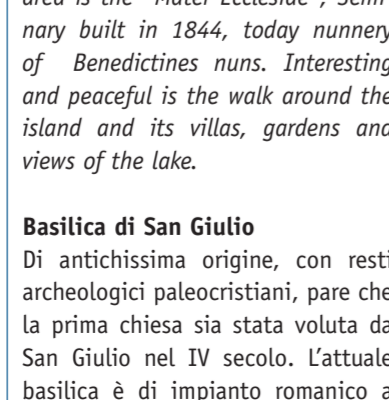 area is the "Mater Ecclesiae", Semi-
nary built in 1844, today nunnery
of Benedictines nuns. Interesting
and peaceful is the walk around the
island and its villas, gardens and
views of the lake.
Basilica di San Giulio
Di antichissima origine, con resti
archeologici paleocristiani, pare che
la prima chiesa sia stata voluta da
San Giulio nel IV secolo. L'attuale
basilica è di impianto romanico a